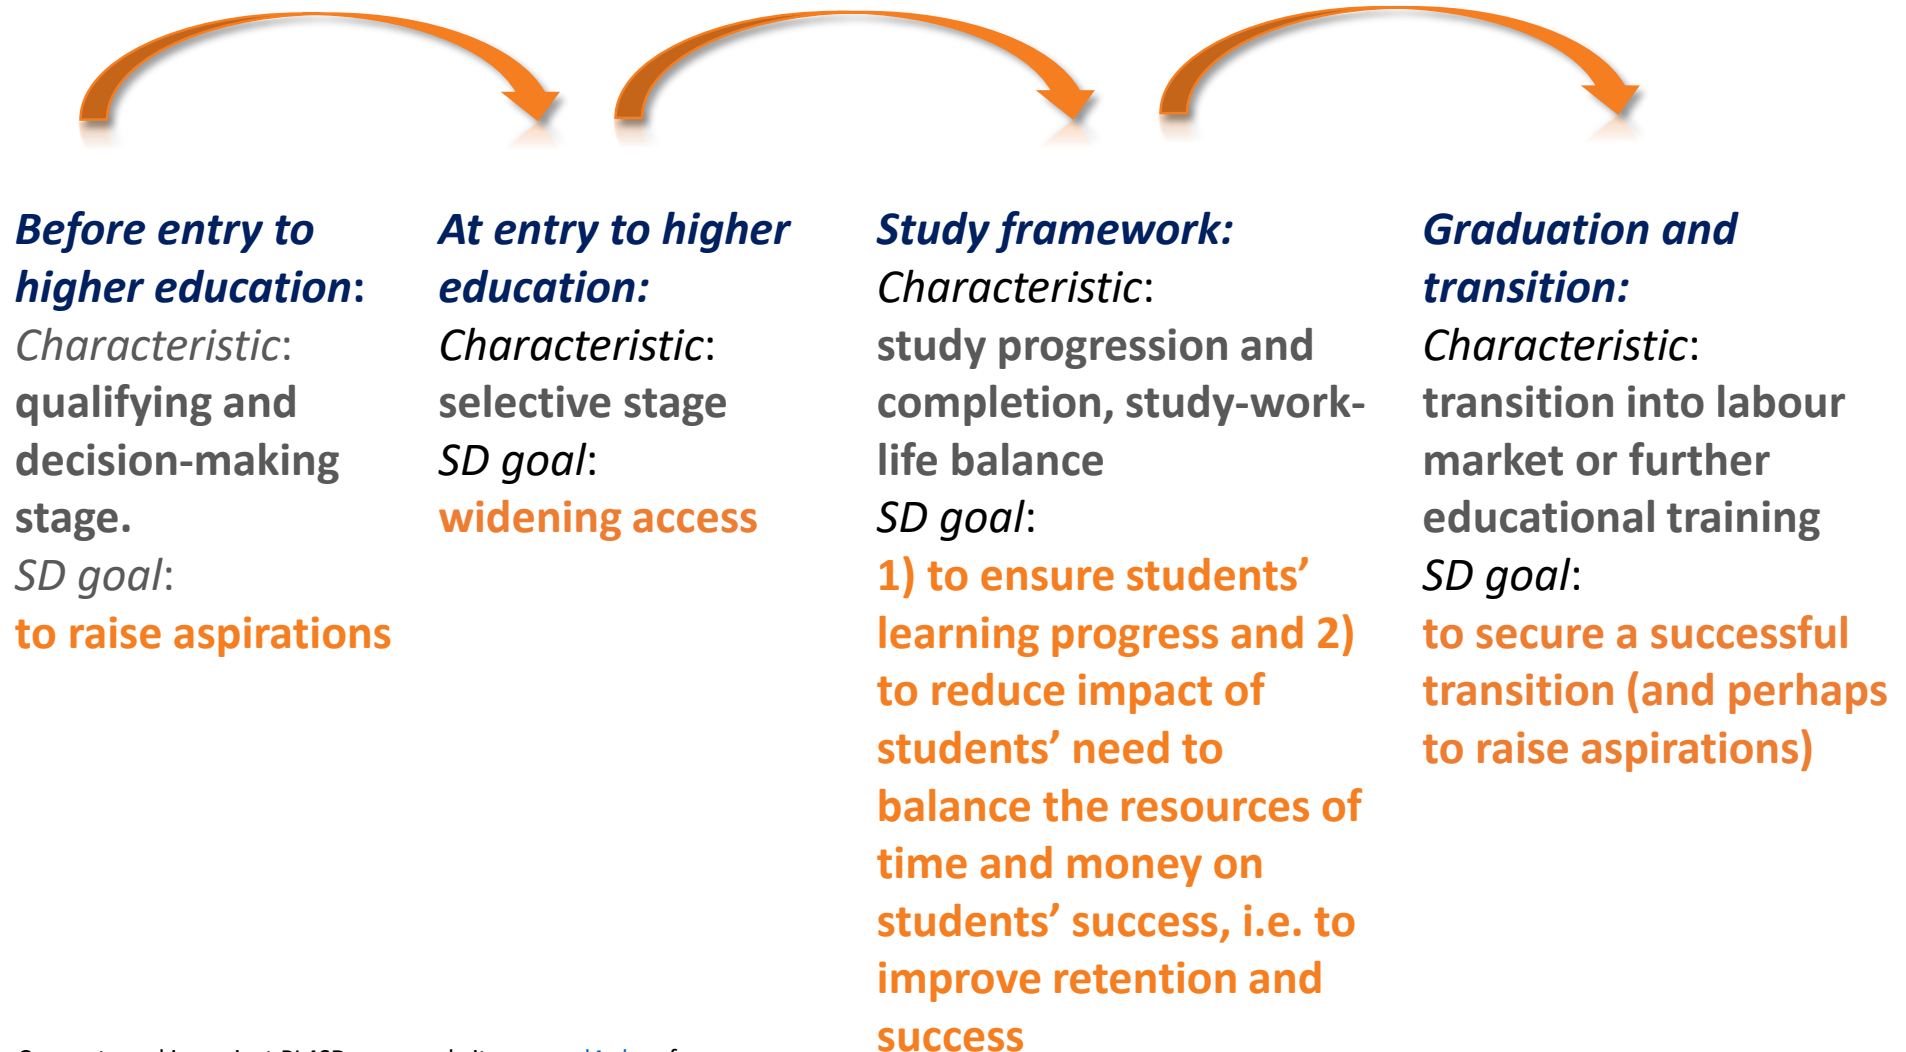 Before entry to
higher education:
Characteristic:
qualifying and
decision-making
stage.
SD goal:
to raise aspirations
At entry to higher
education:
Characteristic:
selective stage
SD goal:
widening access
Study framework:
Characteristic:
study progression and
completion, study-work-
life balance
SD goal:
1) to ensure students’
learning progress and 2)
to reduce impact of
students’ need to
balance the resources of
time and money on
students’ success, i.e. to
improve retention and
success
Graduation and
transition:
Characteristic:
transition into labour
market or further
educational training
SD goal:
to secure a successful
transition (and perhaps
to raise aspirations)